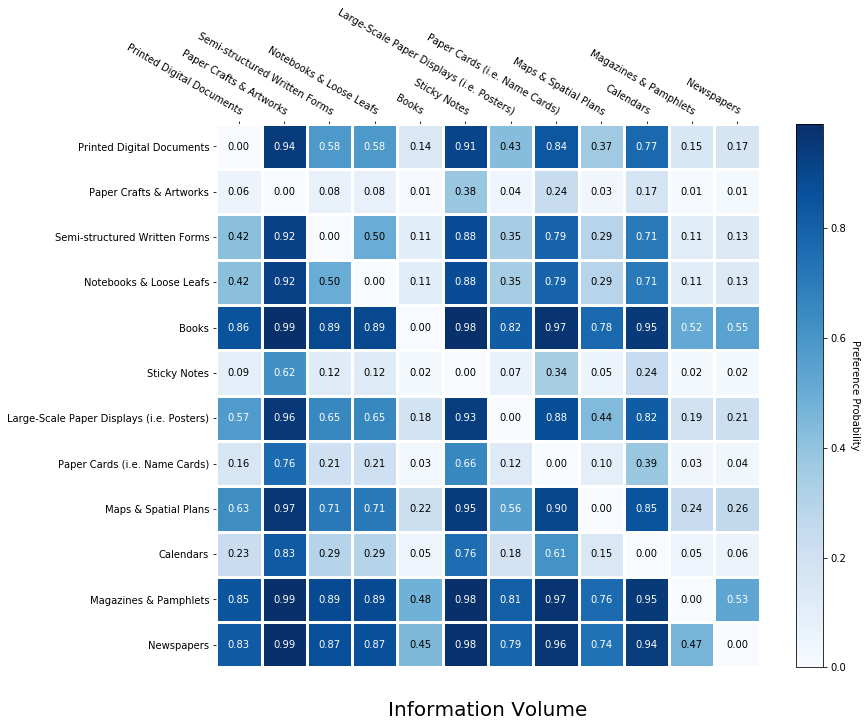 Printed Digital Documents
Paper Crafts & Artworks
Semi-structured Written Forms
Notebooks & Loose Leafs
Books
Sticky Notes
Large-Scale Paper Displays (i.e. Posters)
Paper Cards (i.e. Name Cards)
Maps & Spatial Plans
Calendars
Magazines & Pamphlets
Newspapers
Printed Digital Documents 0.00 0.94 0.58 0.58 0.14 0.91 0.43 0.84 0.37 0.77 0.15 0.17
Paper Crafts & Artworks 0.06 0.00 0.08 0.08 0.01 0.38 0.04 0.24 0.03 0.17 0.01 0.01
Semi-structured Written Forms 0.42 0.92 0.00 0.50 0.11 0.88 0.35 0.79 0.29 0.71 0.11 0.13
Notebooks & Loose Leafs 0.42 0.92 0.50 0.00 0.11 0.88 0.35 0.79 0.29 0.71 0.11 0.13
Books 0.86 0.99 0.89 0.89 0.00 0.98 0.82 0.97 0.78 0.95 0.52 0.55
Sticky Notes 0.09 0.62 0.12 0.12 0.02 0.00 0.07 0.34 0.05 0.24 0.02 0.02
Large-Scale Paper Displays (i.e. Posters) 0.57 0.96 0.65 0.65 0.18 0.93 0.00 0.88 0.44 0.82 0.19 0.21
Paper Cards (i.e. Name Cards) 0.16 0.76 0.21 0.21 0.03 0.66 0.12 0.00 0.10 0.39 0.03 0.04
Maps & Spatial Plans 0.63 0.97 0.71 0.71 0.22 0.95 0.56 0.90 0.00 0.85 0.24 0.26
Calendars 0.23 0.83 0.29 0.29 0.05 0.76 0.18 0.61 0.15 0.00 0.05 0.06
Magazines & Pamphlets 0.85 0.99 0.89 0.89 0.48 0.98 0.81 0.97 0.76 0.95 0.00 0.53
Newspapers 0.83 0.99 0.87 0.87 0.45 0.98 0.79 0.96 0.74 0.94 0.47 0.00
0.8
0.6
0.4
0.2
0.0
Preference Probability
Information Volume